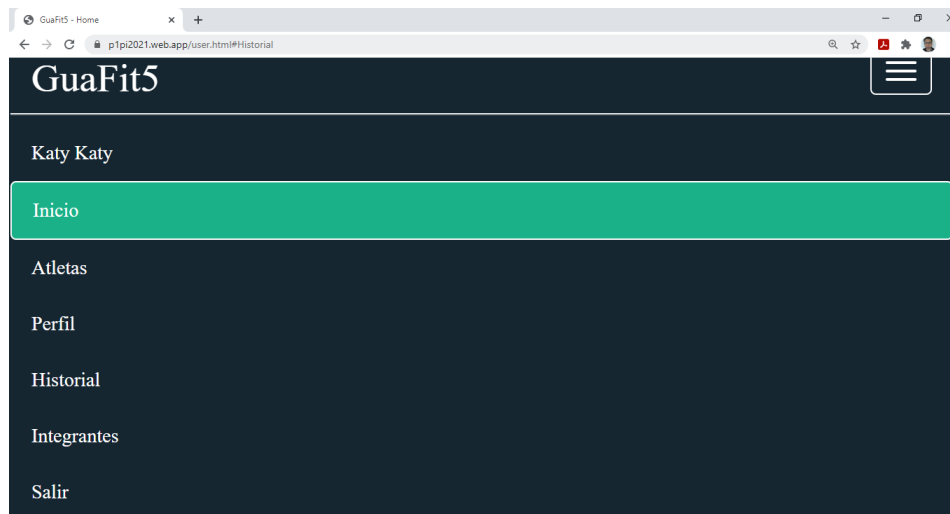 GuaFit5 - Home
p1pi2021.web.app/user.html#Historial
GuaFit5
Katy Katy
Inicio
Atletas
Perfil
Historial
Integrantes
Salir